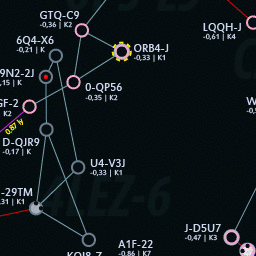 GTQ-C9
-0,36 | K2
LQQH-J
-0,61 | K4
6Q4-X6
-0,21 | K
ORB4-J
-0,33 | K1
9N2-2J
,15 | K
0-QP56
-0,35 | K2
GF-2
K2
0,87 ly
D-QJR9
-0,17 | K
U4-V3J
-0,33 | K1
-29TM
,31 | K1
4IEZ-6
J-D5U7
-0,47 | K3
A1F-22
-0,86 | K7